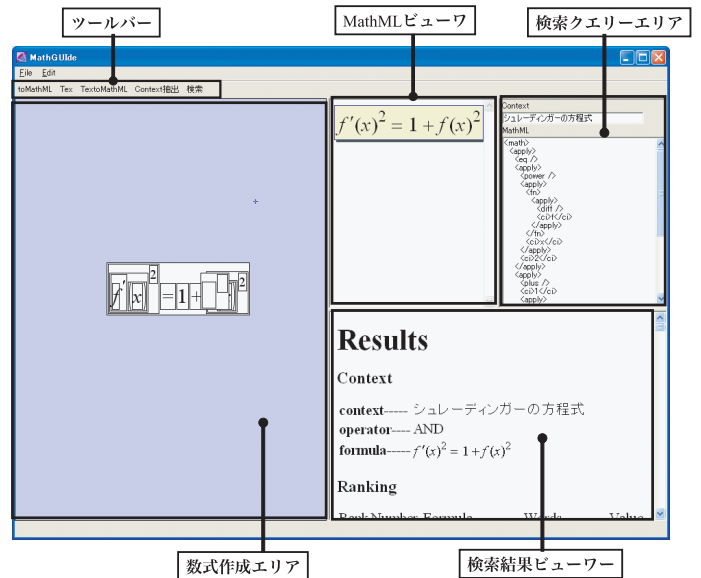 ツールバー
MathMLビューワ
検索クエリーエリア
MathGUIde
File Edit
toMathML Tex TextoMathML Context抽出 検索
f′(x)² = 1 + f(x)²
Context
シュレーディンガーの方程式
MathML
<math>
<apply>
<eq />
<apply>
<power />
<apply>
<fn>
<apply>
<diff />
<ci>f</ci>
</apply>
</fn>
<ci>x</ci>
</apply>
<ci>2</ci>
</apply>
<apply>
<plus />
<ci>1</ci>
<apply>
f′ x 2 = 1 + 2
Results
Context
context----- シュレーディンガーの方程式
operator---- AND
formula----- f′(x)² = 1 + f(x)²
Ranking
Rank Number Formula Words Value
数式作成エリア
検索結果ビューワー